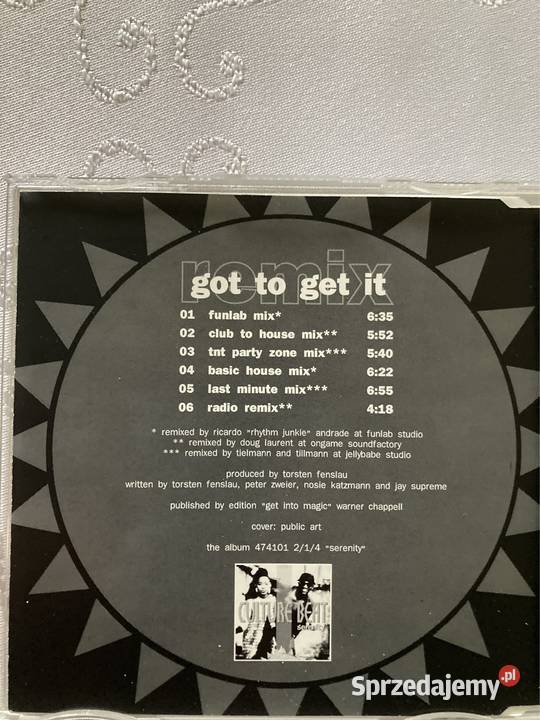 remix
got to get it
01 funlab mix* 6:35
02 club to house mix** 5:52
03 tnt party zone mix*** 5:40
04 basic house mix* 6:22
05 last minute mix*** 6:55
06 radio remix** 4:18
* remixed by ricardo "rhythm junkie" andrade at funlab studio
** remixed by doug laurent at ongame soundfactory
*** remixed by tielmann and tillmann at jellybabe studio
produced by torsten fenslau
written by torsten fenslau, peter zweier, nosie katzmann and jay supreme
published by edition "get into magic" warner chappell
cover: public art
the album 474101 2/1/4 "serenity"
CULTURE BEAT
serenity
Sprzedajemy.pl